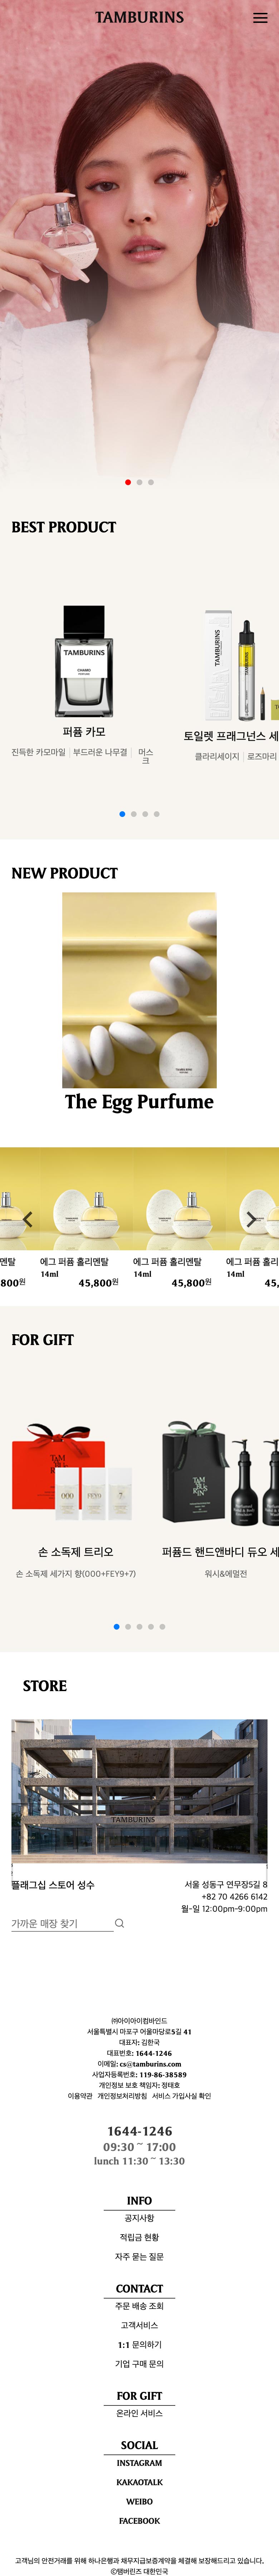 TAMBURINS
BEST PRODUCT
TAMBURINS
CHAMO
퍼퓸 카모
진득한 카모마일 부드러운 나무결 머스
크
TAMBURINS
토일렛 프래그넌스 세
클라리세이지 로즈마리
NEW PRODUCT
The Egg Purfume
멘탈
800원
에그 퍼퓸 홀리멘탈
14ml
45,800원
에그 퍼퓸 홀리멘탈
14ml
45,800원
에그 퍼퓸 홀리
14ml
45,
FOR GIFT
000 FEY9 7
손 소독제 트리오
손 소독제 세가지 향(000+FEY9+7)
TAM
BU
RIN
S
퍼퓸드 핸드앤바디 듀오 세
워시&에멀전
STORE
TAMBURINS
플래그십 스토어 성수
서울 성동구 연무장5길 8
+82 70 4266 6142
월-일 12:00pm-9:00pm
가까운 매장 찾기
㈜아이아이컴바인드
서울특별시 마포구 어울마당로5길 41
대표자: 김한국
대표번호: 1644-1246
이메일: cs@tamburins.com
사업자등록번호: 119-86-38589
개인정보 보호 책임자: 정태호
이용약관 개인정보처리방침 서비스 가입사실 확인
1644-1246
09:30 ~ 17:00
lunch 11:30 ~ 13:30
INFO
공지사항
적립금 현황
자주 묻는 질문
CONTACT
주문 배송 조회
고객서비스
1:1 문의하기
기업 구매 문의
FOR GIFT
온라인 서비스
SOCIAL
INSTAGRAM
KAKAOTALK
WEIBO
FACEBOOK
고객님의 안전거래를 위해 하나은행과 채무지급보증계약을 체결해 보장해드리고 있습니다.
©탬버린즈 대한민국